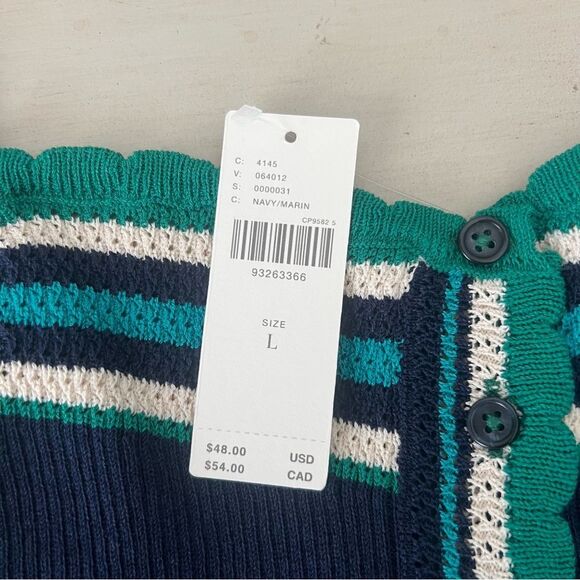 C: 4145
V: 064012
S: 0000031
C: NAVY/MARIN
CP9582 5
93263366
SIZE
L
$48.00 USD
$54.00 CAD